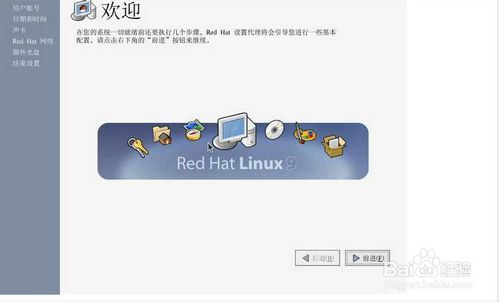 用户帐号
日期和时间
声卡
Red Hat 网络
额外光盘
结束设置
欢迎
在您的系统一切就绪前还要执行几个步骤。Red Hat 设置代理将会引导您进行一些基本
配置。请点击右下角的“前进”按钮来继续。
Red Hat Linux 9
后退(B)
前进(F)
Baidu 经验
jingyan.baidu.com